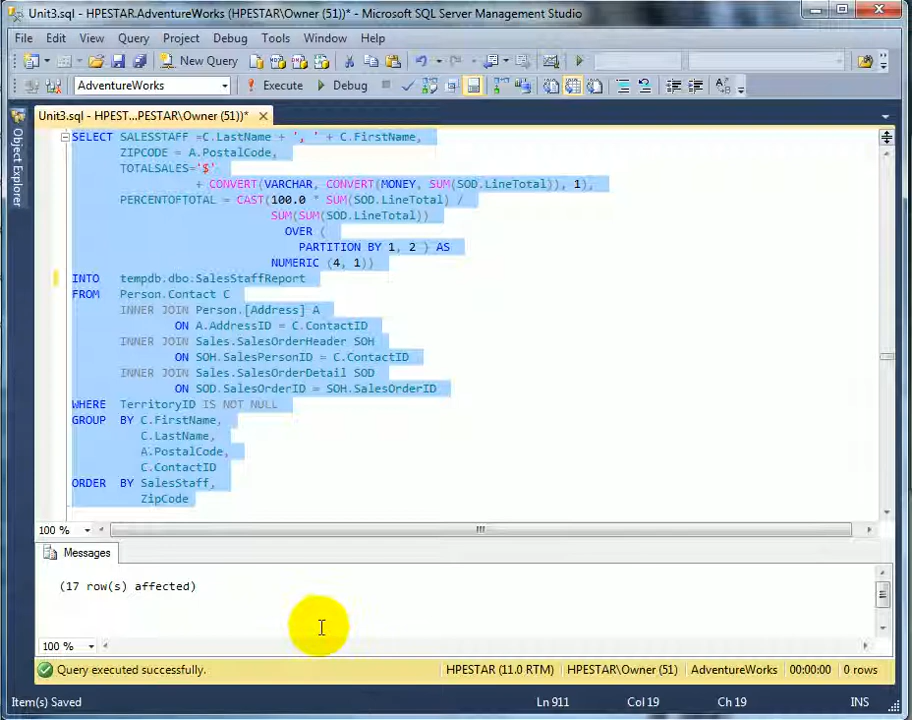 Unit3.sql - HPESTAR.AdventureWorks (HPESTAR\Owner (51))* - Microsoft SQL Server Management Studio
File Edit View Query Project Debug Tools Window Help
New Query
AdventureWorks Execute Debug
Unit3.sql - HPEST...PESTAR\Owner (51))*
Object Explorer
SELECT SALESSTAFF =C.LastName + ', ' + C.FirstName,
ZIPCODE = A.PostalCode,
TOTALSALES='$'
+ CONVERT(VARCHAR, CONVERT(MONEY, SUM(SOD.LineTotal)), 1),
PERCENTOFTOTAL = CAST(100.0 * SUM(SOD.LineTotal) /
SUM(SUM(SOD.LineTotal))
OVER (
PARTITION BY 1, 2 ) AS
NUMERIC (4, 1))
INTO tempdb.dbo.SalesStaffReport
FROM Person.Contact C
INNER JOIN Person.[Address] A
ON A.AddressID = C.ContactID
INNER JOIN Sales.SalesOrderHeader SOH
ON SOH.SalesPersonID = C.ContactID
INNER JOIN Sales.SalesOrderDetail SOD
ON SOD.SalesOrderID = SOH.SalesOrderID
WHERE TerritoryID IS NOT NULL
GROUP BY C.FirstName,
C.LastName,
A.PostalCode,
C.ContactID
ORDER BY SalesStaff,
ZipCode
100 %
Messages
(17 row(s) affected)
100 %
Query executed successfully. HPESTAR (11.0 RTM) HPESTAR\Owner (51) AdventureWorks 00:00:00 0 rows
Item(s) Saved Ln 911 Col 19 Ch 19 INS